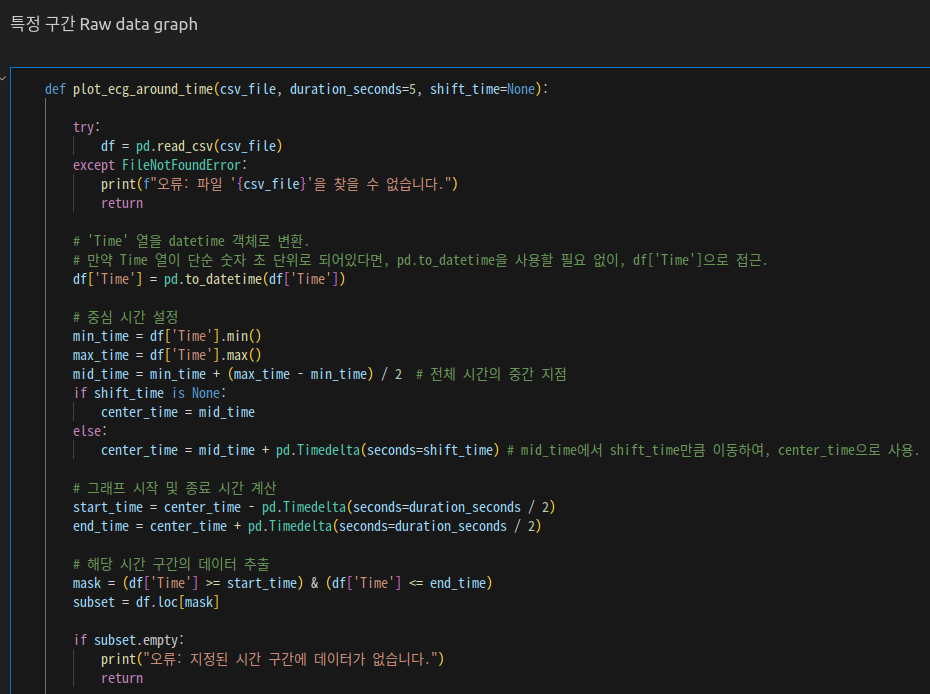 특정 구간 Raw data graph
def plot_ecg_around_time(csv_file, duration_seconds=5, shift_time=None):
try:
df = pd.read_csv(csv_file)
except FileNotFoundError:
print(f"오류: 파일 '{csv_file}'을 찾을 수 없습니다.")
return
# 'Time' 열을 datetime 객체로 변환.
# 만약 Time 열이 단순 숫자 초 단위로 되어있다면, pd.to_datetime을 사용할 필요 없이, df['Time']으로 접근.
df['Time'] = pd.to_datetime(df['Time'])
# 중심 시간 설정
min_time = df['Time'].min()
max_time = df['Time'].max()
mid_time = min_time + (max_time - min_time) / 2  # 전체 시간의 중간 지점
if shift_time is None:
center_time = mid_time
else:
center_time = mid_time + pd.Timedelta(seconds=shift_time) # mid_time에서 shift_time만큼 이동하여, center_time으로 사용.
# 그래프 시작 및 종료 시간 계산
start_time = center_time - pd.Timedelta(seconds=duration_seconds / 2)
end_time = center_time + pd.Timedelta(seconds=duration_seconds / 2)
# 해당 시간 구간의 데이터 추출
mask = (df['Time'] >= start_time) & (df['Time'] <= end_time)
subset = df.loc[mask]
if subset.empty:
print("오류: 지정된 시간 구간에 데이터가 없습니다.")
return